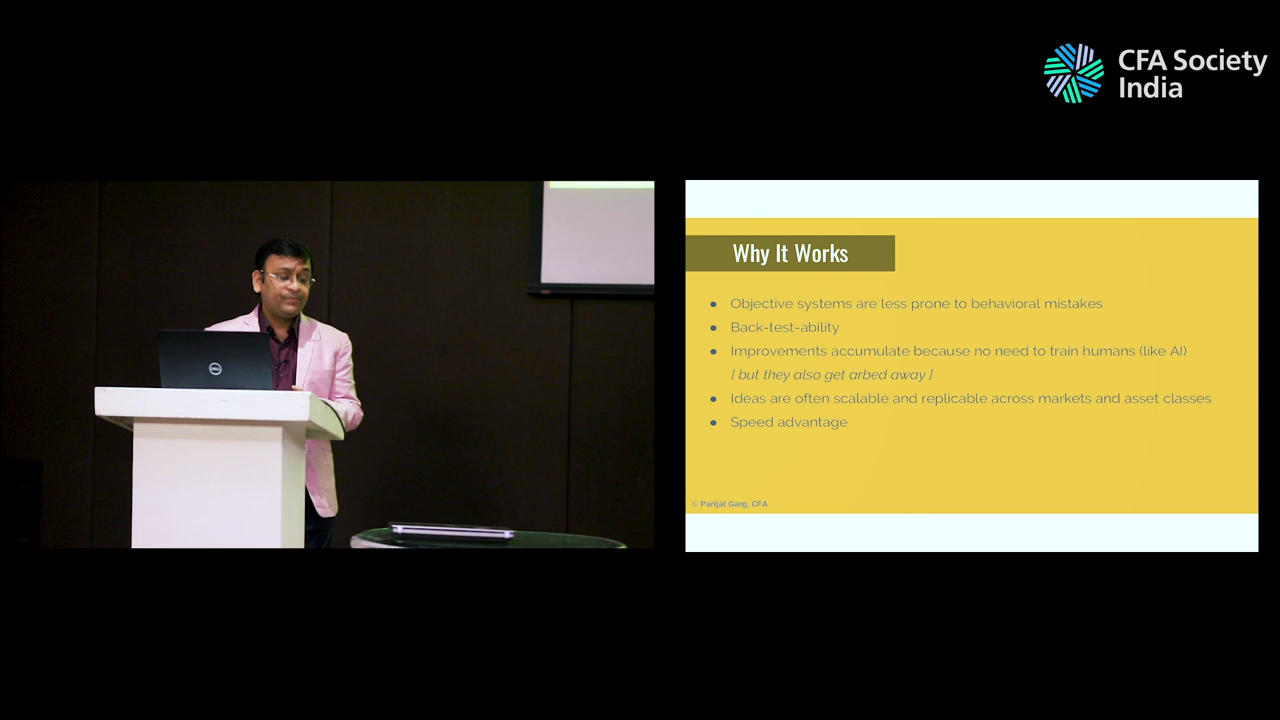 CFA Society
India
Why It Works
● Objective systems are less prone to behavioral mistakes
● Back-test-ability
● Improvements accumulate because no need to train humans (like AI)
[ but they also get arbed away ]
● Ideas are often scalable and replicable across markets and asset classes
● Speed advantage
© Parijat Garg, CFA
DELL